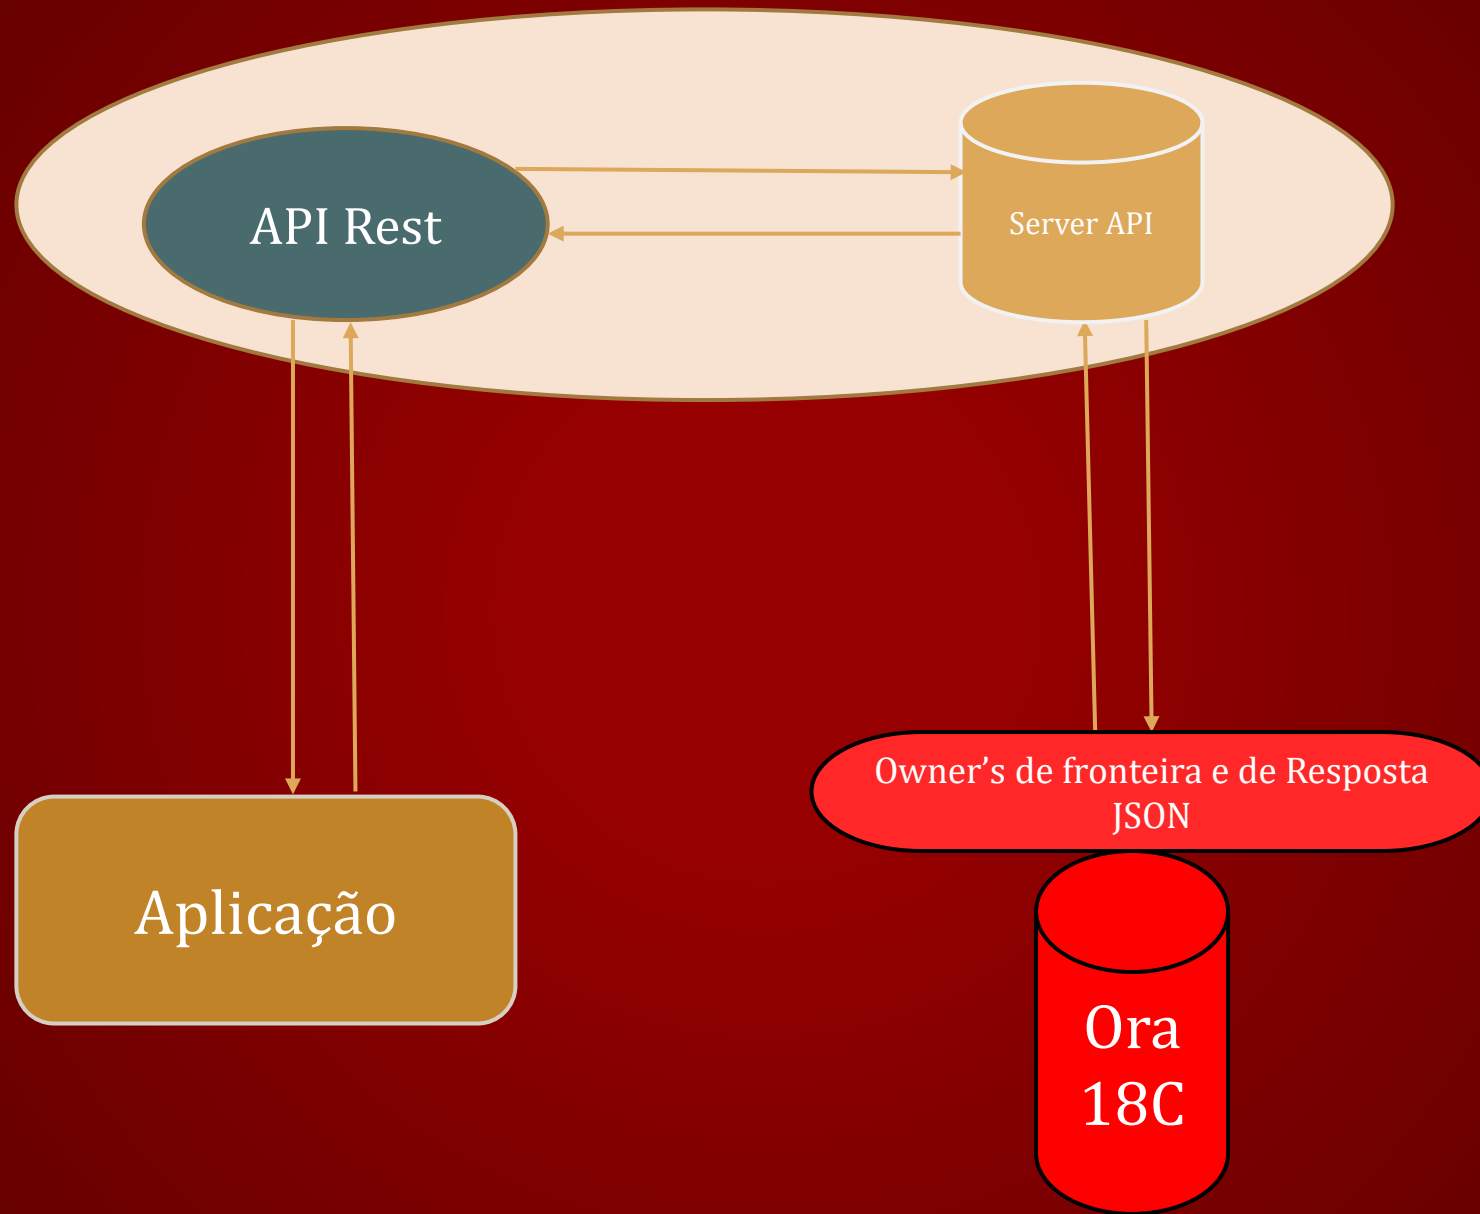 API Rest
Server API
Owner’s de fronteira e de Resposta
JSON
Aplicação
Ora
18C